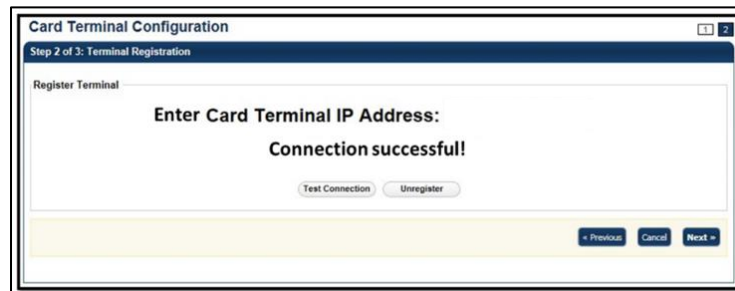 Card Terminal Configuration
1 2
Step 2 of 3: Terminal Registration
Register Terminal
Enter Card Terminal IP Address:
Connection successful!
Test Connection Unregister
« Previous Cancel Next »